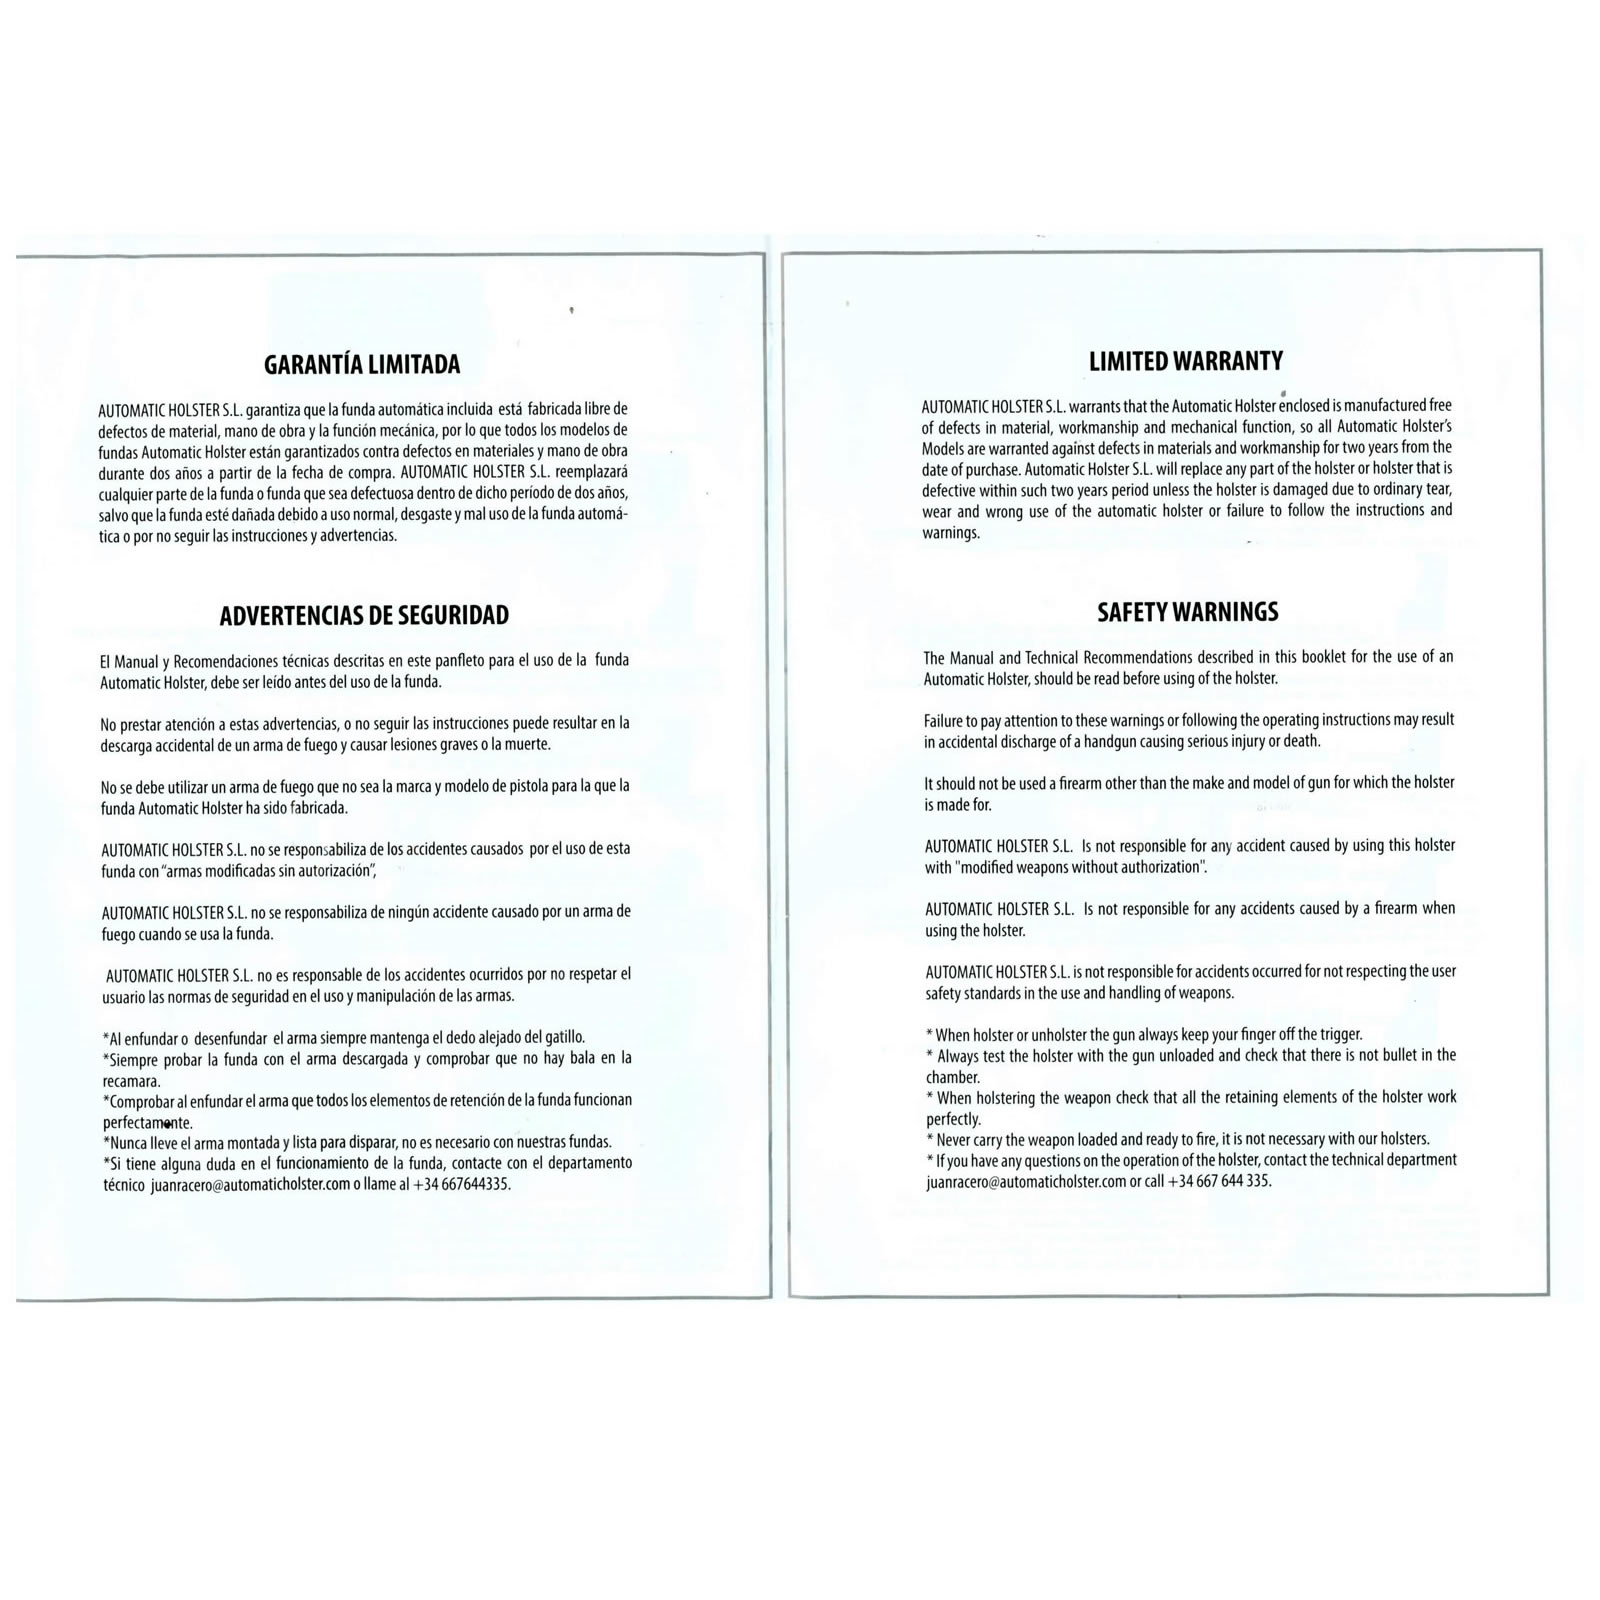 GARANTÍA LIMITADA
AUTOMATIC HOLSTER S.L. garantiza que la funda automática incluida está fabricada libre de
defectos de material, mano de obra y la función mecánica, por lo que todos los modelos de
fundas Automatic Holster están garantizados contra defectos en materiales y mano de obra
durante dos años a partir de la fecha de compra. AUTOMATIC HOLSTER S.L. reemplazará
cualquier parte de la funda o funda que sea defectuosa dentro de dicho período de dos años,
salvo que la funda esté dañada debido a uso normal, desgaste y mal uso de la funda automá-
tica o por no seguir las instrucciones y advertencias.
ADVERTENCIAS DE SEGURIDAD
El Manual y Recomendaciones técnicas descritas en este panfleto para el uso de la funda
Automatic Holster, debe ser leído antes del uso de la funda.
No prestar atención a estas advertencias, o no seguir las instrucciones puede resultar en la
descarga accidental de un arma de fuego y causar lesiones graves o la muerte.
No se debe utilizar un arma de fuego que no sea la marca y modelo de pistola para la que la
funda Automatic Holster ha sido fabricada.
AUTOMATIC HOLSTER S.L. no se responsabiliza de los accidentes causados por el uso de esta
funda con “armas modificadas sin autorización”,
AUTOMATIC HOLSTER S.L. no se responsabiliza de ningún accidente causado por un arma de
fuego cuando se usa la funda.
AUTOMATIC HOLSTER S.L. no es responsable de los accidentes ocurridos por no respetar el
usuario las normas de seguridad en el uso y manipulación de las armas.
*Al enfundar o desenfundar el arma siempre mantenga el dedo alejado del gatillo.
*Siempre probar la funda con el arma descargada y comprobar que no hay bala en la
recamara.
*Comprobar al enfundar el arma que todos los elementos de retención de la funda funcionan
perfectamente.
*Nunca lleve el arma montada y lista para disparar, no es necesario con nuestras fundas.
*Si tiene alguna duda en el funcionamiento de la funda, contacte con el departamento
técnico juanracero@automaticholster.com o llame al +34 667644335.
LIMITED WARRANTY
AUTOMATIC HOLSTER S.L. warrants that the Automatic Holster enclosed is manufactured free
of defects in material, workmanship and mechanical function, so all Automatic Holster’s
Models are warranted against defects in materials and workmanship for two years from the
date of purchase. Automatic Holster S.L. will replace any part of the holster or holster that is
defective within such two years period unless the holster is damaged due to ordinary tear,
wear and wrong use of the automatic holster or failure to follow the instructions and
warnings.
SAFETY WARNINGS
The Manual and Technical Recommendations described in this booklet for the use of an
Automatic Holster, should be read before using of the holster.
Failure to pay attention to these warnings or following the operating instructions may result
in accidental discharge of a handgun causing serious injury or death.
It should not be used a firearm other than the make and model of gun for which the holster
is made for.
AUTOMATIC HOLSTER S.L. Is not responsible for any accident caused by using this holster
with "modified weapons without authorization".
AUTOMATIC HOLSTER S.L. Is not responsible for any accidents caused by a firearm when
using the holster.
AUTOMATIC HOLSTER S.L. is not responsible for accidents occurred for not respecting the user
safety standards in the use and handling of weapons.
* When holster or unholster the gun always keep your finger off the trigger.
* Always test the holster with the gun unloaded and check that there is not bullet in the
chamber.
* When holstering the weapon check that all the retaining elements of the holster work
perfectly.
* Never carry the weapon loaded and ready to fire, it is not necessary with our holsters.
* If you have any questions on the operation of the holster, contact the technical department
juanracero@automaticholster.com or call +34 667 644 335.